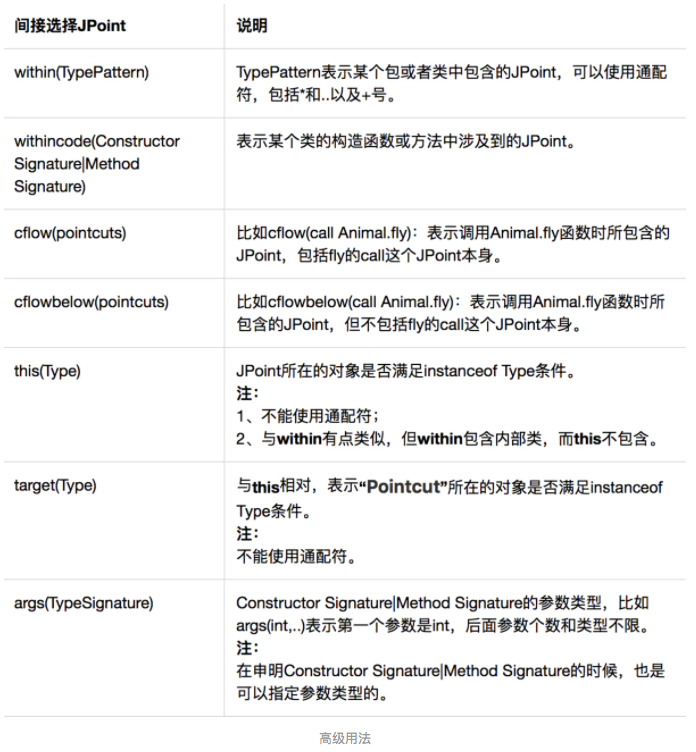 间接选择JPoint
说明
within(TypePattern)
TypePattern表示某个包或者类中包含的JPoint，可以使用通配
符，包括*和..以及+号。
withincode(Constructor
Signature|Method
Signature)
表示某个类的构造函数或方法中涉及到的JPoint。
cflow(pointcuts)
比如cflow(call Animal.fly)：表示调用Animal.fly函数时所包含的
JPoint，包括fly的call这个JPoint本身。
cflowbelow(pointcuts)
比如cflowbelow(call Animal.fly)：表示调用Animal.fly函数时所
包含的JPoint，但不包括fly的call这个JPoint本身。
this(Type)
JPoint所在的对象是否满足instanceof Type条件。
注：
1、不能使用通配符；
2、与within有点类似，但within包含内部类，而this不包含。
target(Type)
与this相对，表示“Pointcut”所在的对象是否满足instanceof
Type条件。
注：
不能使用通配符。
args(TypeSignature)
Constructor Signature|Method Signature的参数类型，比如
args(int,..)表示第一个参数是int，后面参数个数和类型不限。
注：
在申明Constructor Signature|Method Signature的时候，也是
可以指定参数类型的。
高级用法